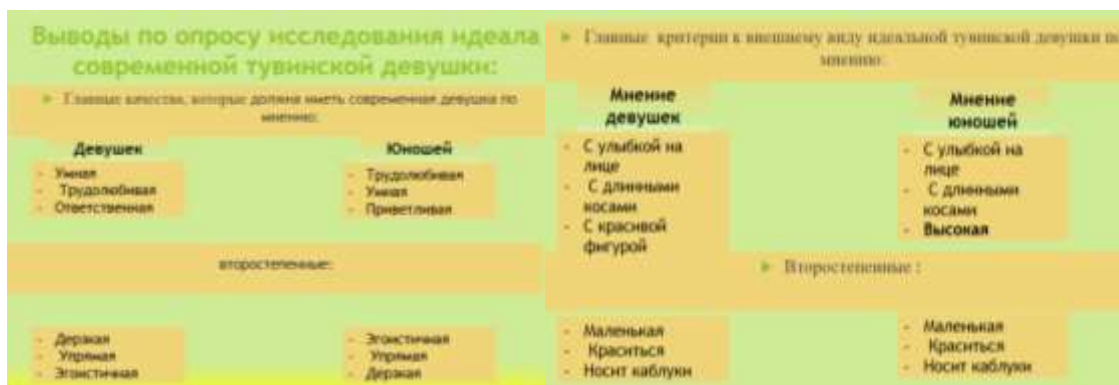 Выводы по опросу исследования идеала
современной тувинской девушки:
Главные качества, которые должна иметь современная девушка по
мнению:
Девушек
- Умная
- Трудолюбивая
- Ответственная
Юношей
- Трудолюбивая
- Умная
- Приветливая
второстепенные:
- Дерзкая
- Упрямая
- Эгоистичная
- Эгоистичная
- Упрямая
- Дерзкая
Главные критерии к внешнему виду идеальной тувинской девушки по
мнению:
Мнение
девушек
- С улыбкой на
лице
- С длинными
косами
- С красивой
фигурой
Мнение
юношей
- С улыбкой на
лице
- С длинными
косами
- Высокая
Второстепенные :
- Маленькая
- Краситься
- Носит каблуки
- Маленькая
- Краситься
- Носит каблуки